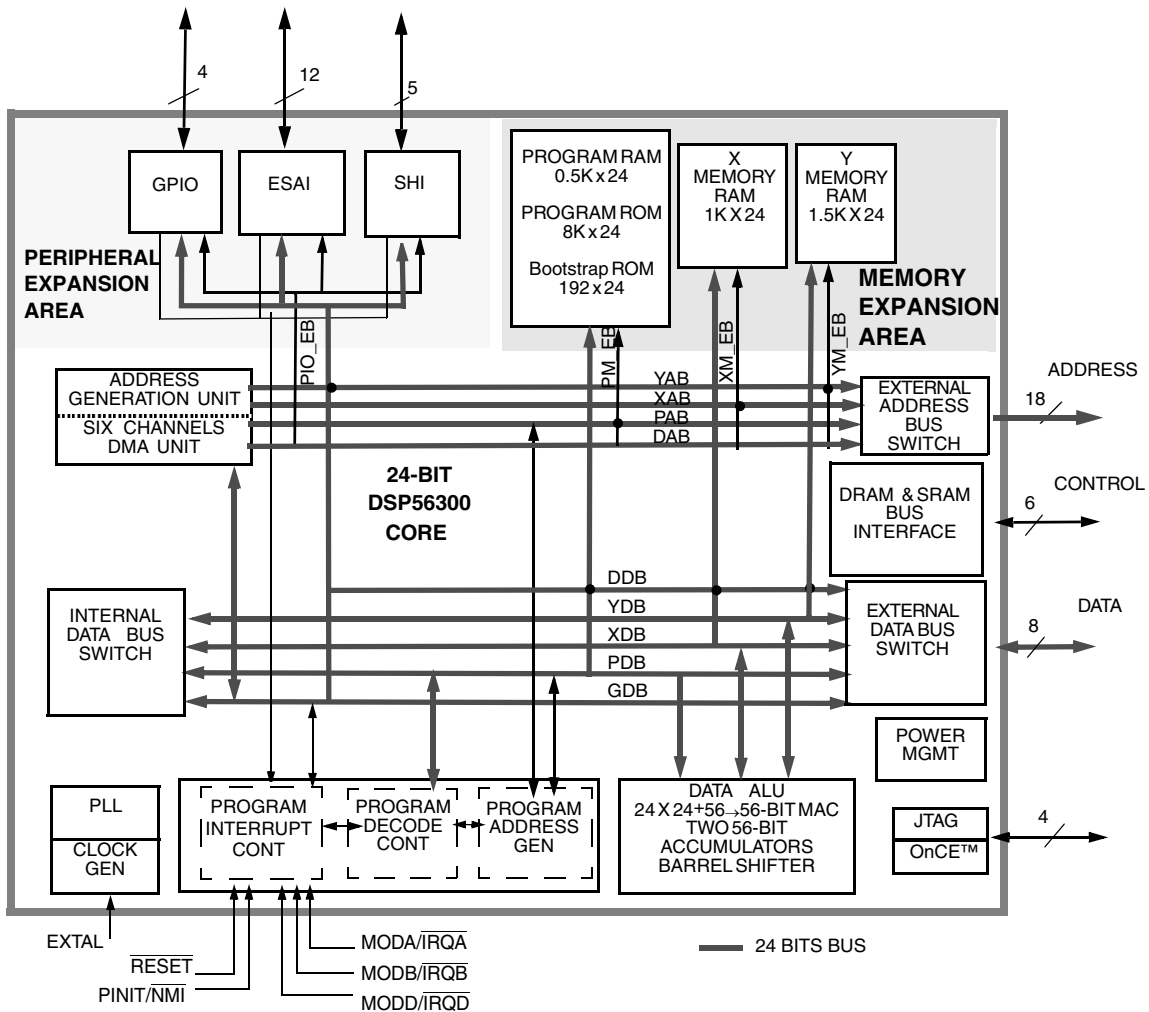 4
12
5
GPIO
ESAI
SHI
PERIPHERAL
EXPANSION
AREA
PROGRAM RAM
0.5K x 24
PROGRAM ROM
8K x 24
Bootstrap ROM
192 x 24
X
MEMORY
RAM
1K X 24
Y
MEMORY
RAM
1.5K X 24
MEMORY
EXPANSION
AREA
PIO_EB
PM_EB
XM_EB
YM_EB
ADDRESS
GENERATION UNIT
SIX CHANNELS
DMA UNIT
YAB
XAB
PAB
DAB
EXTERNAL
ADDRESS
BUS
SWITCH
ADDRESS
18
24-BIT
DSP56300
CORE
DRAM & SRAM
BUS
INTERFACE
CONTROL
6
INTERNAL
DATA BUS
SWITCH
DDB
YDB
XDB
PDB
GDB
EXTERNAL
DATA BUS
SWITCH
DATA
8
POWER
MGMT
PLL
CLOCK
GEN
PROGRAM
INTERRUPT
CONT
PROGRAM
DECODE
CONT
PROGRAM
ADDRESS
GEN
DATA ALU
24 X 24+56→56-BIT MAC
TWO 56-BIT
ACCUMULATORS
BARREL SHIFTER
JTAG
OnCE™
4
EXTAL
RESET
PINIT/NMI
MODA/IRQA
MODB/IRQB
MODD/IRQD
24 BITS BUS